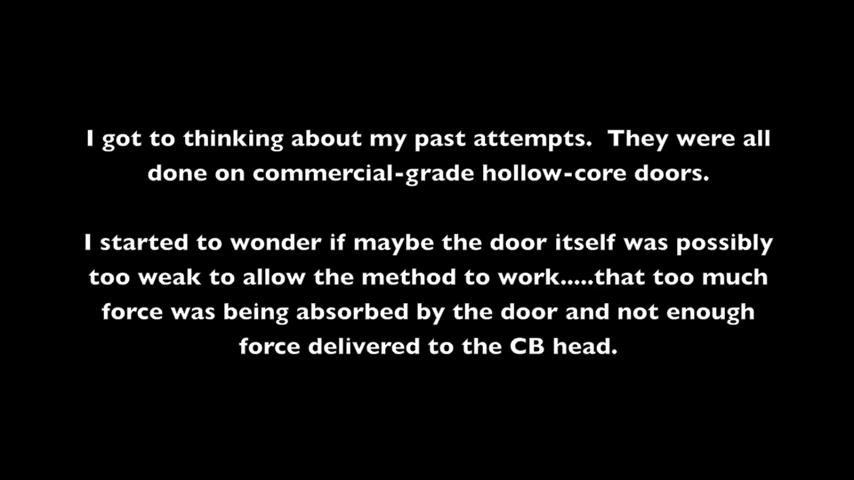 I got to thinking about my past attempts.  They were all
done on commercial-grade hollow-core doors.
I started to wonder if maybe the door itself was possibly
too weak to allow the method to work.....that too much
force was being absorbed by the door and not enough
force delivered to the CB head.